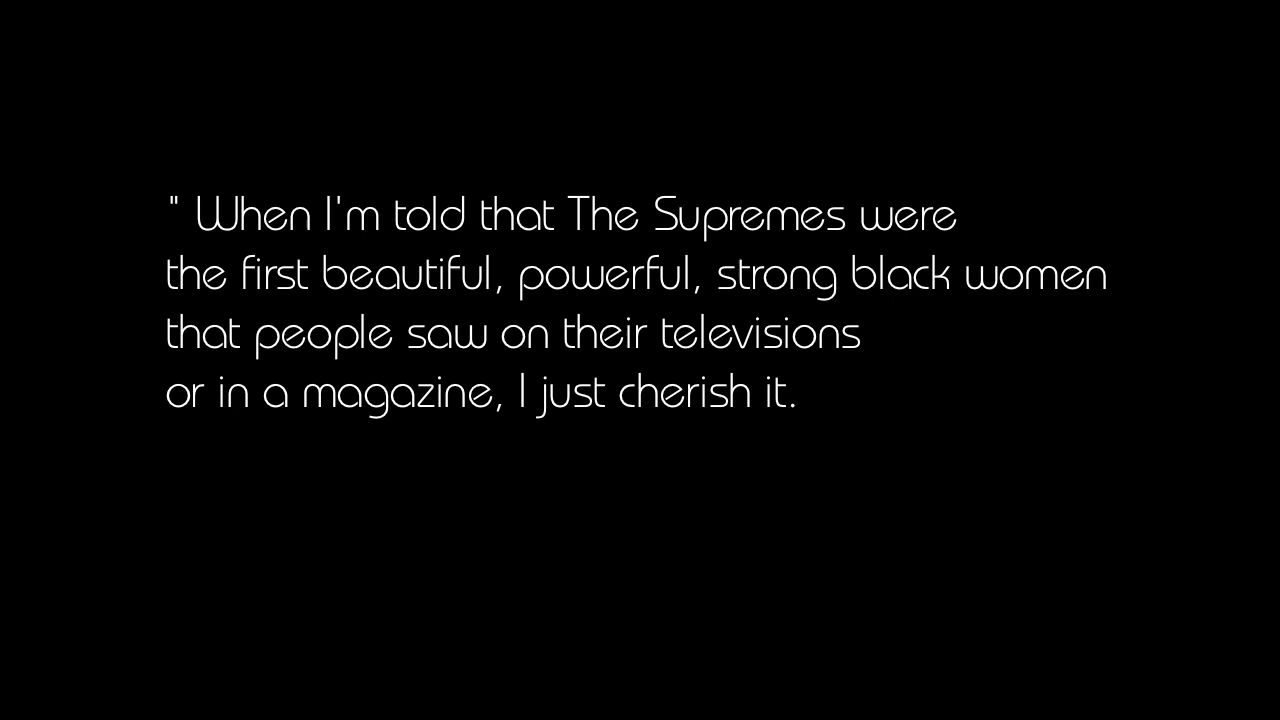 " When I'm told that The Supremes were
the first beautiful, powerful, strong black women
that people saw on their televisions
or in a magazine, I just cherish it.